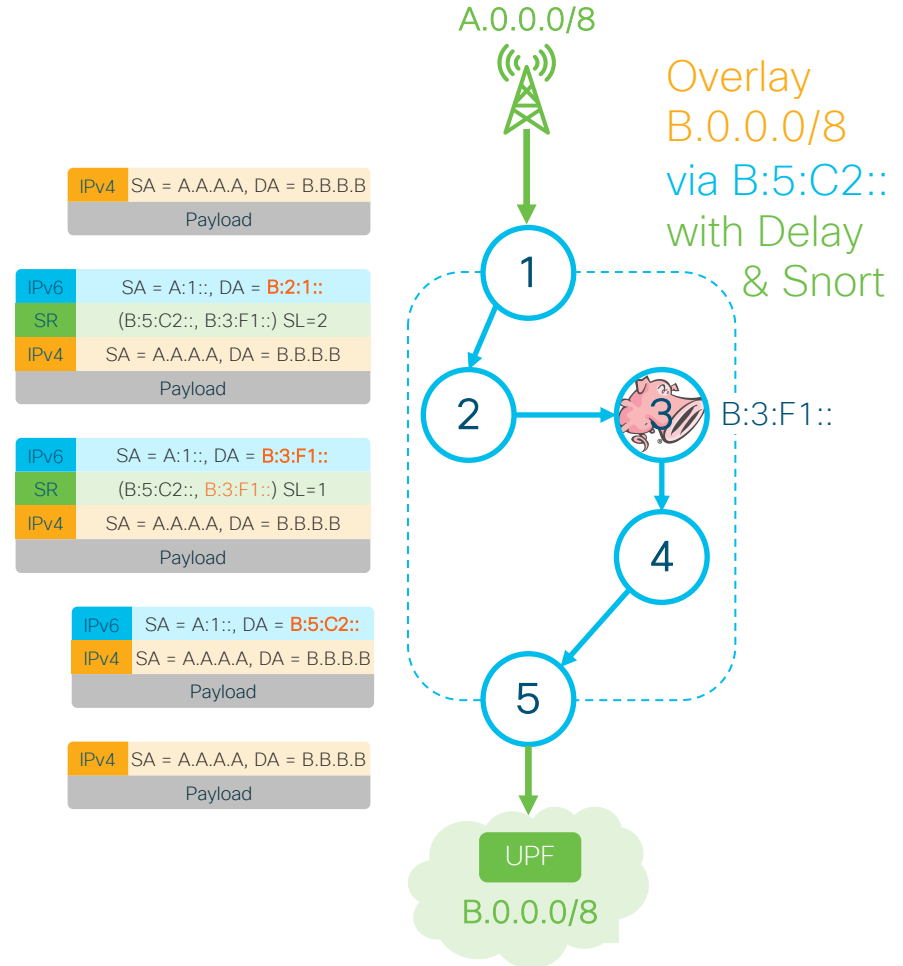 A.0.0.0/8
Overlay
B.0.0.0/8
via B:5:C2::
with Delay
& Snort
IPv4 SA = A.A.A.A, DA = B.B.B.B
Payload
1
IPv6 SA = A:1::, DA = B:2:1::
SR (B:5:C2::, B:3:F1::) SL=2
IPv4 SA = A.A.A.A, DA = B.B.B.B
Payload
2
3
B:3:F1::
IPv6 SA = A:1::, DA = B:3:F1::
SR (B:5:C2::, B:3:F1::) SL=1
IPv4 SA = A.A.A.A, DA = B.B.B.B
Payload
4
IPv6 SA = A:1::, DA = B:5:C2::
IPv4 SA = A.A.A.A, DA = B.B.B.B
Payload
5
IPv4 SA = A.A.A.A, DA = B.B.B.B
Payload
UPF
B.0.0.0/8